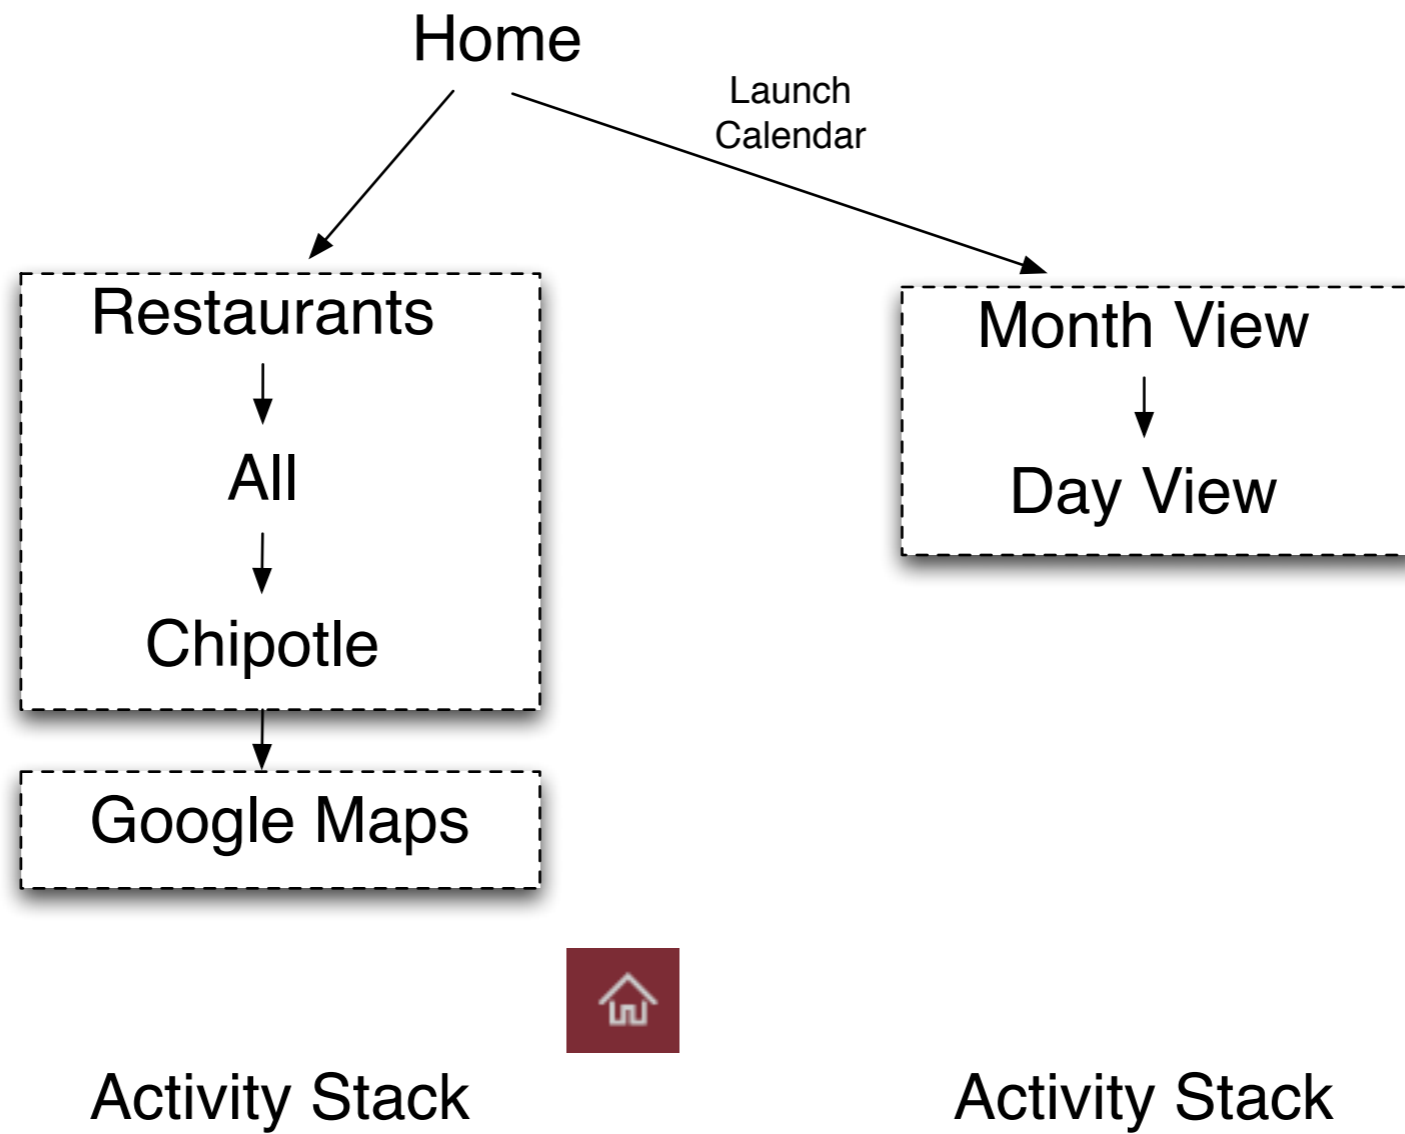 Home
Launch
Calendar
Restaurants
All
Chipotle
Google Maps
Month View
Day View
Activity Stack
Activity Stack